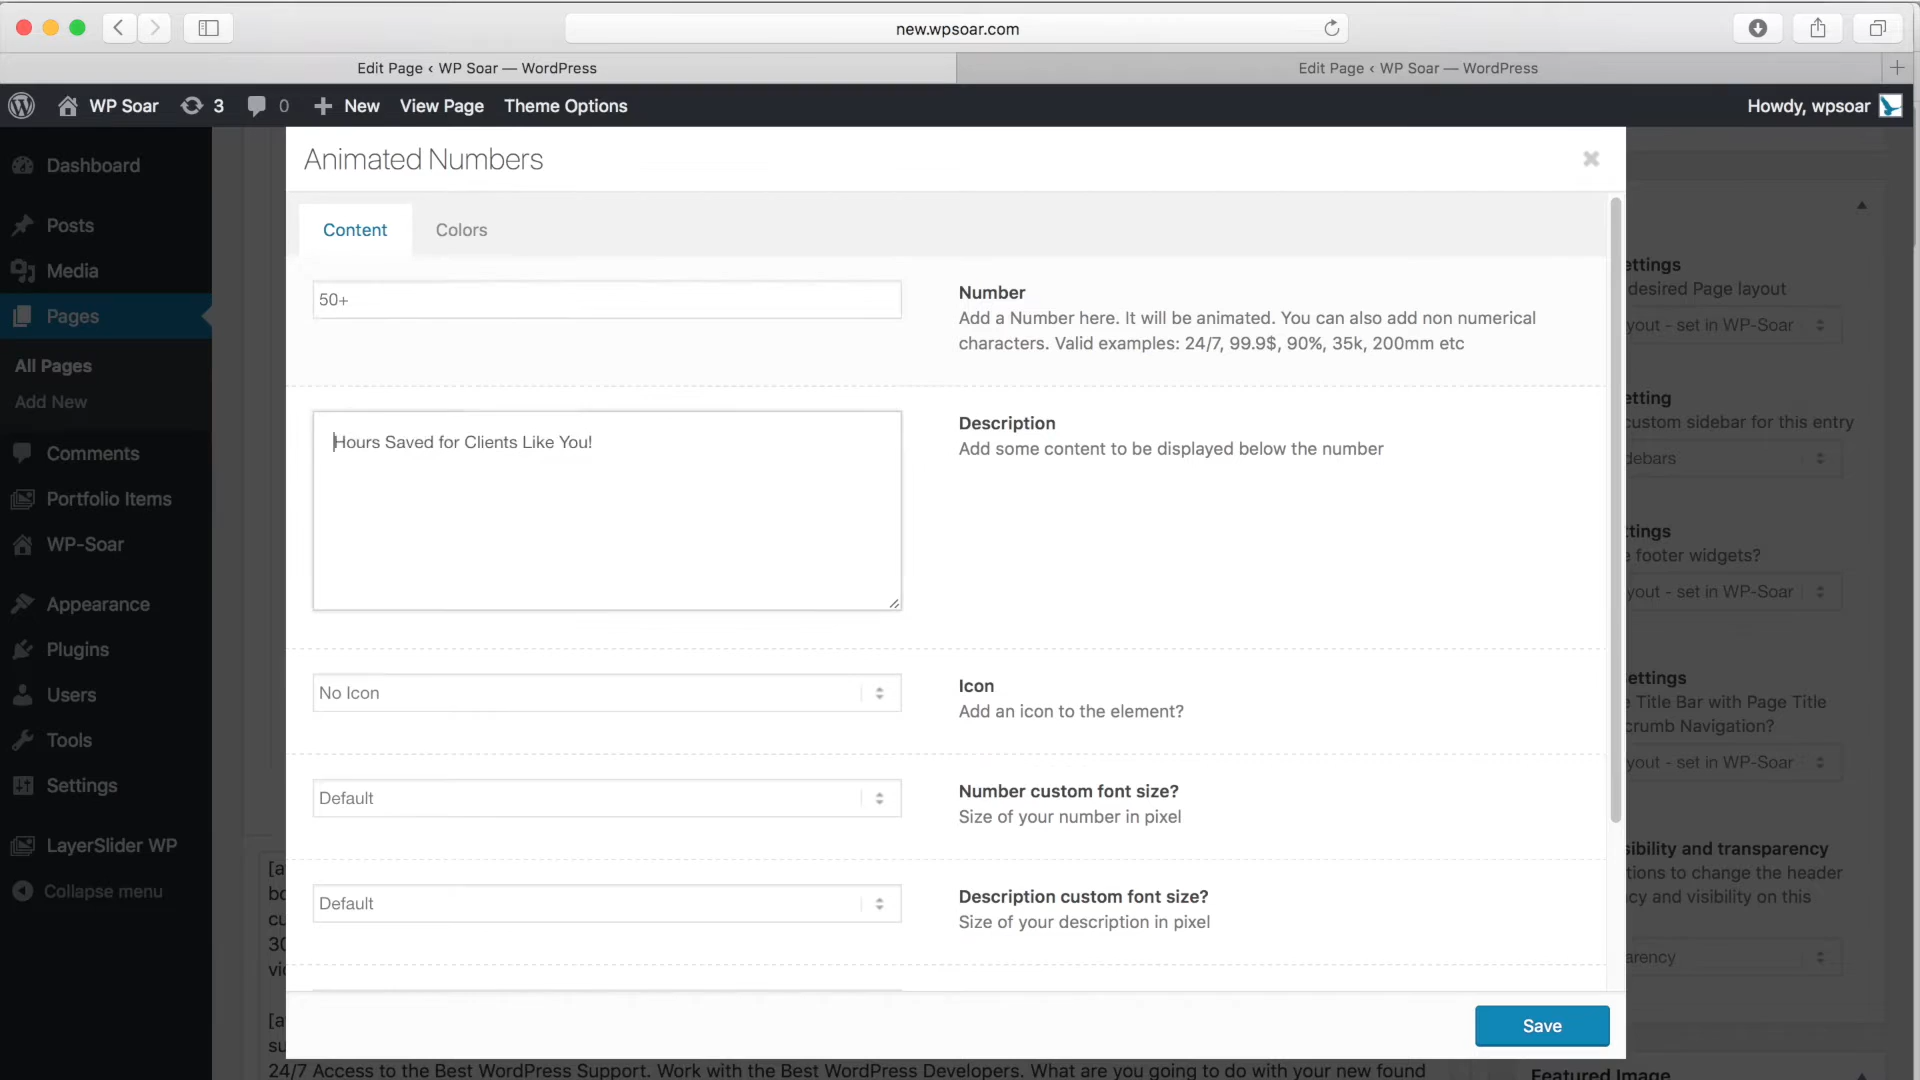 new.wpsoar.com
Edit Page ‹ WP Soar — WordPress
Edit Page ‹ WP Soar — WordPress
WP Soar 3 0 New View Page Theme Options
Howdy, wpsoar
Dashboard
Posts
Media
Pages
All Pages
Add New
Comments
Portfolio Items
WP-Soar
Appearance
Plugins
Users
Tools
Settings
LayerSlider WP
Collapse menu
Animated Numbers
Content Colors
50+
Number
Add a Number here. It will be animated. You can also add non numerical
characters. Valid examples: 24/7, 99.9$, 90%, 35k, 200mm etc
Hours Saved for Clients Like You!
Description
Add some content to be displayed below the number
No Icon
Icon
Add an icon to the element?
Default
Number custom font size?
Size of your number in pixel
Default
Description custom font size?
Size of your description in pixel
Save
ettings
desired Page layout
yout - set in WP-Soar
etting
custom sidebar for this entry
debars
ttings
e footer widgets?
yout - set in WP-Soar
ettings
e Title Bar with Page Title
crumb Navigation?
yout - set in WP-Soar
sibility and transparency
tions to change the header
cy and visibility on this
arency
[a
bo
cu
30
vic
[a
su
24/7 Access to the Best WordPress Support. Work with the Best WordPress Developers. What are you going to do with your new found
Featured Image